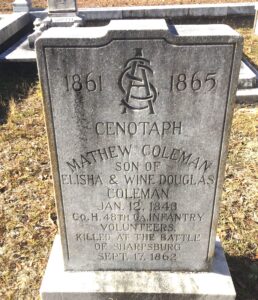 1861 CSA 1865
CENOTAPH
MATHEW COLEMAN
SON OF
ELISHA & WINE DOUGLAS
COLEMAN
JAN. 13, 1843
CO. H. 48TH GA. INFANTRY
VOLUNTEERS.
KILLED AT THE BATTLE
OF SHARPSBURG
SEPT. 17, 1862